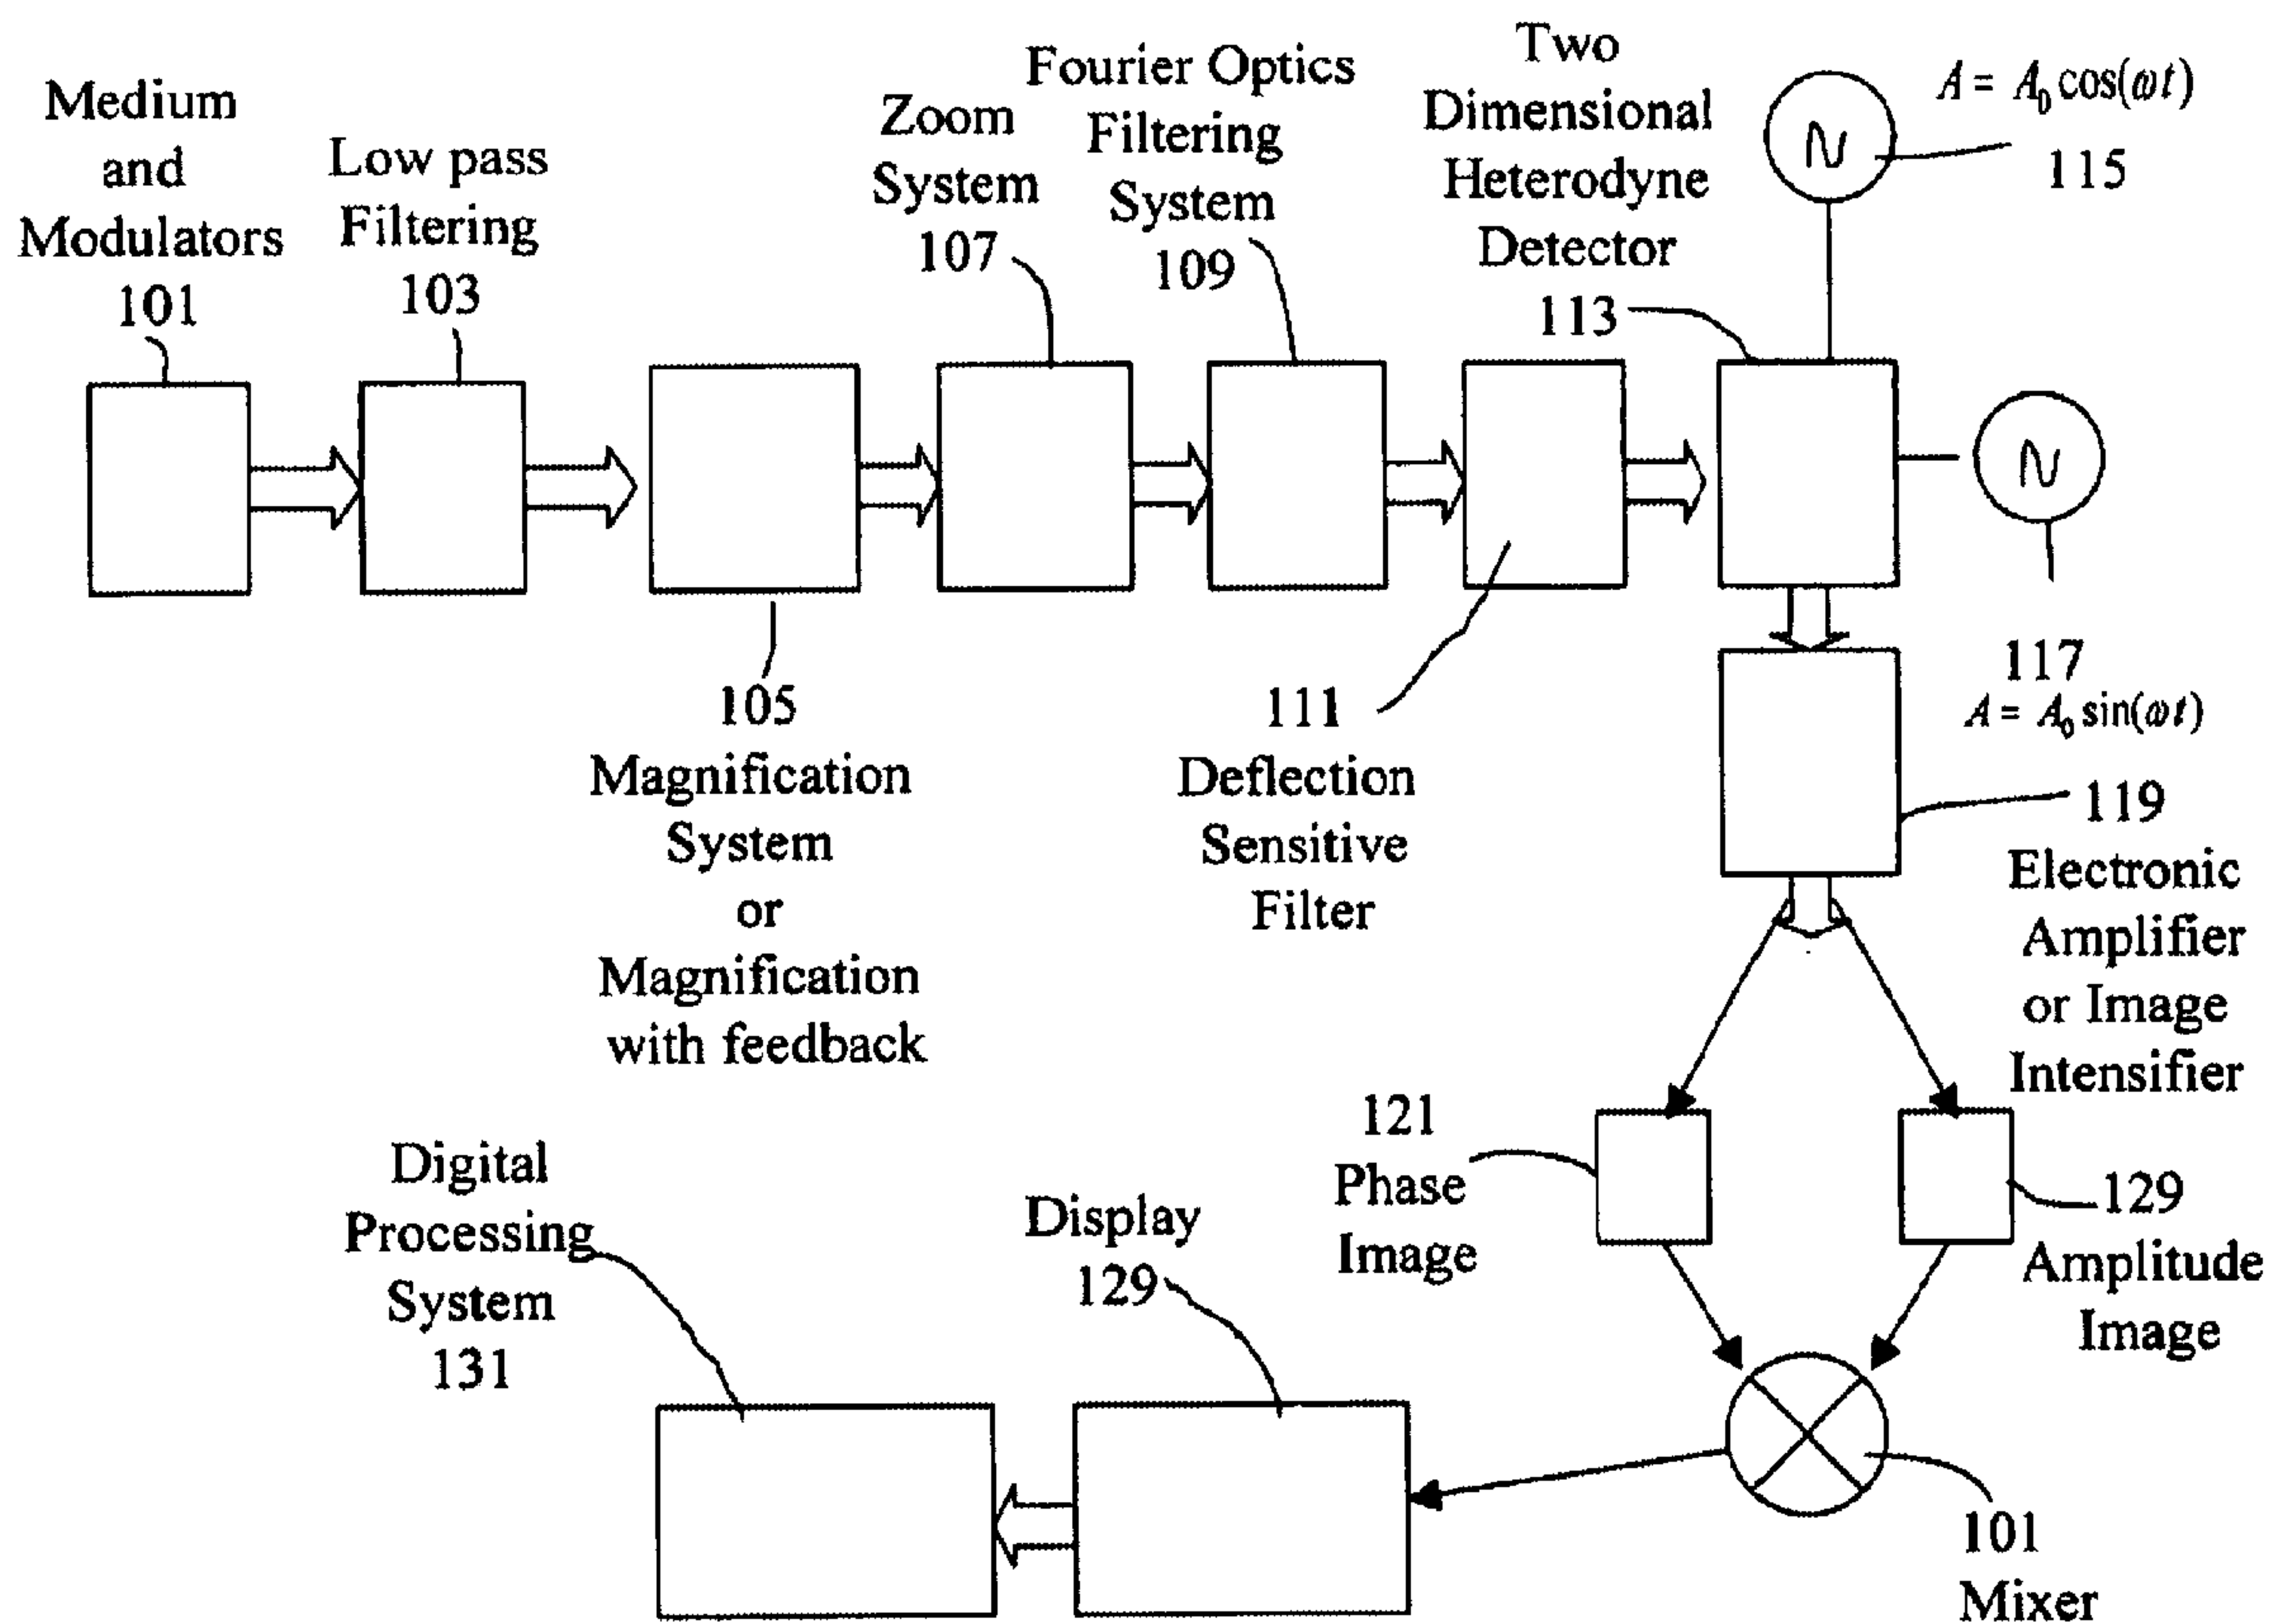 Medium
and
Modulators
101
Low pass
Filtering
103
Zoom
System
107
Fourier Optics
Filtering
System
109
Two
Dimensional
Heterodyne
Detector
113
A = A₀ cos(ωt)
115
117
A = A₀ sin(ωt)
105
Magnification
System
or
Magnification
with feedback
111
Deflection
Sensitive
Filter
119
Electronic
Amplifier
or Image
Intensifier
121
Phase
Image
129
Amplitude
Image
Digital
Processing
System
131
Display
129
101
Mixer